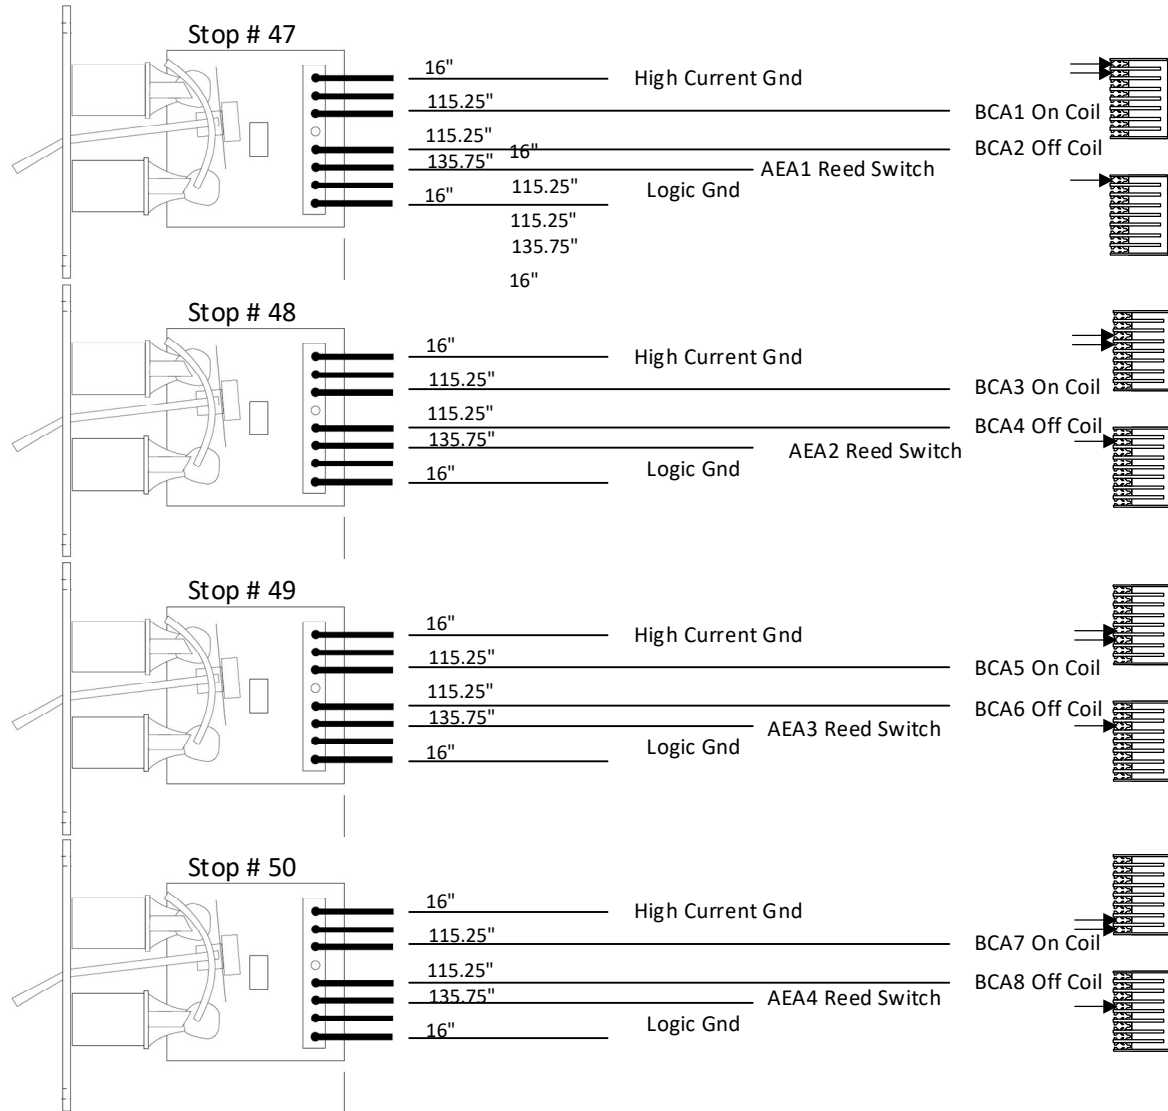 Stop # 47
16"
High Current Gnd
115.25"
BCA1 On Coil
115.25"
16"
BCA2 Off Coil
135.75"
AEA1 Reed Switch
16"
115.25"
Logic Gnd
115.25"
135.75"
16"
Stop # 48
16"
High Current Gnd
115.25"
BCA3 On Coil
115.25"
BCA4 Off Coil
135.75"
AEA2 Reed Switch
16"
Logic Gnd
Stop # 49
16"
High Current Gnd
115.25"
BCA5 On Coil
115.25"
BCA6 Off Coil
135.75"
AEA3 Reed Switch
16"
Logic Gnd
Stop # 50
16"
High Current Gnd
115.25"
BCA7 On Coil
115.25"
BCA8 Off Coil
135.75"
AEA4 Reed Switch
16"
Logic Gnd